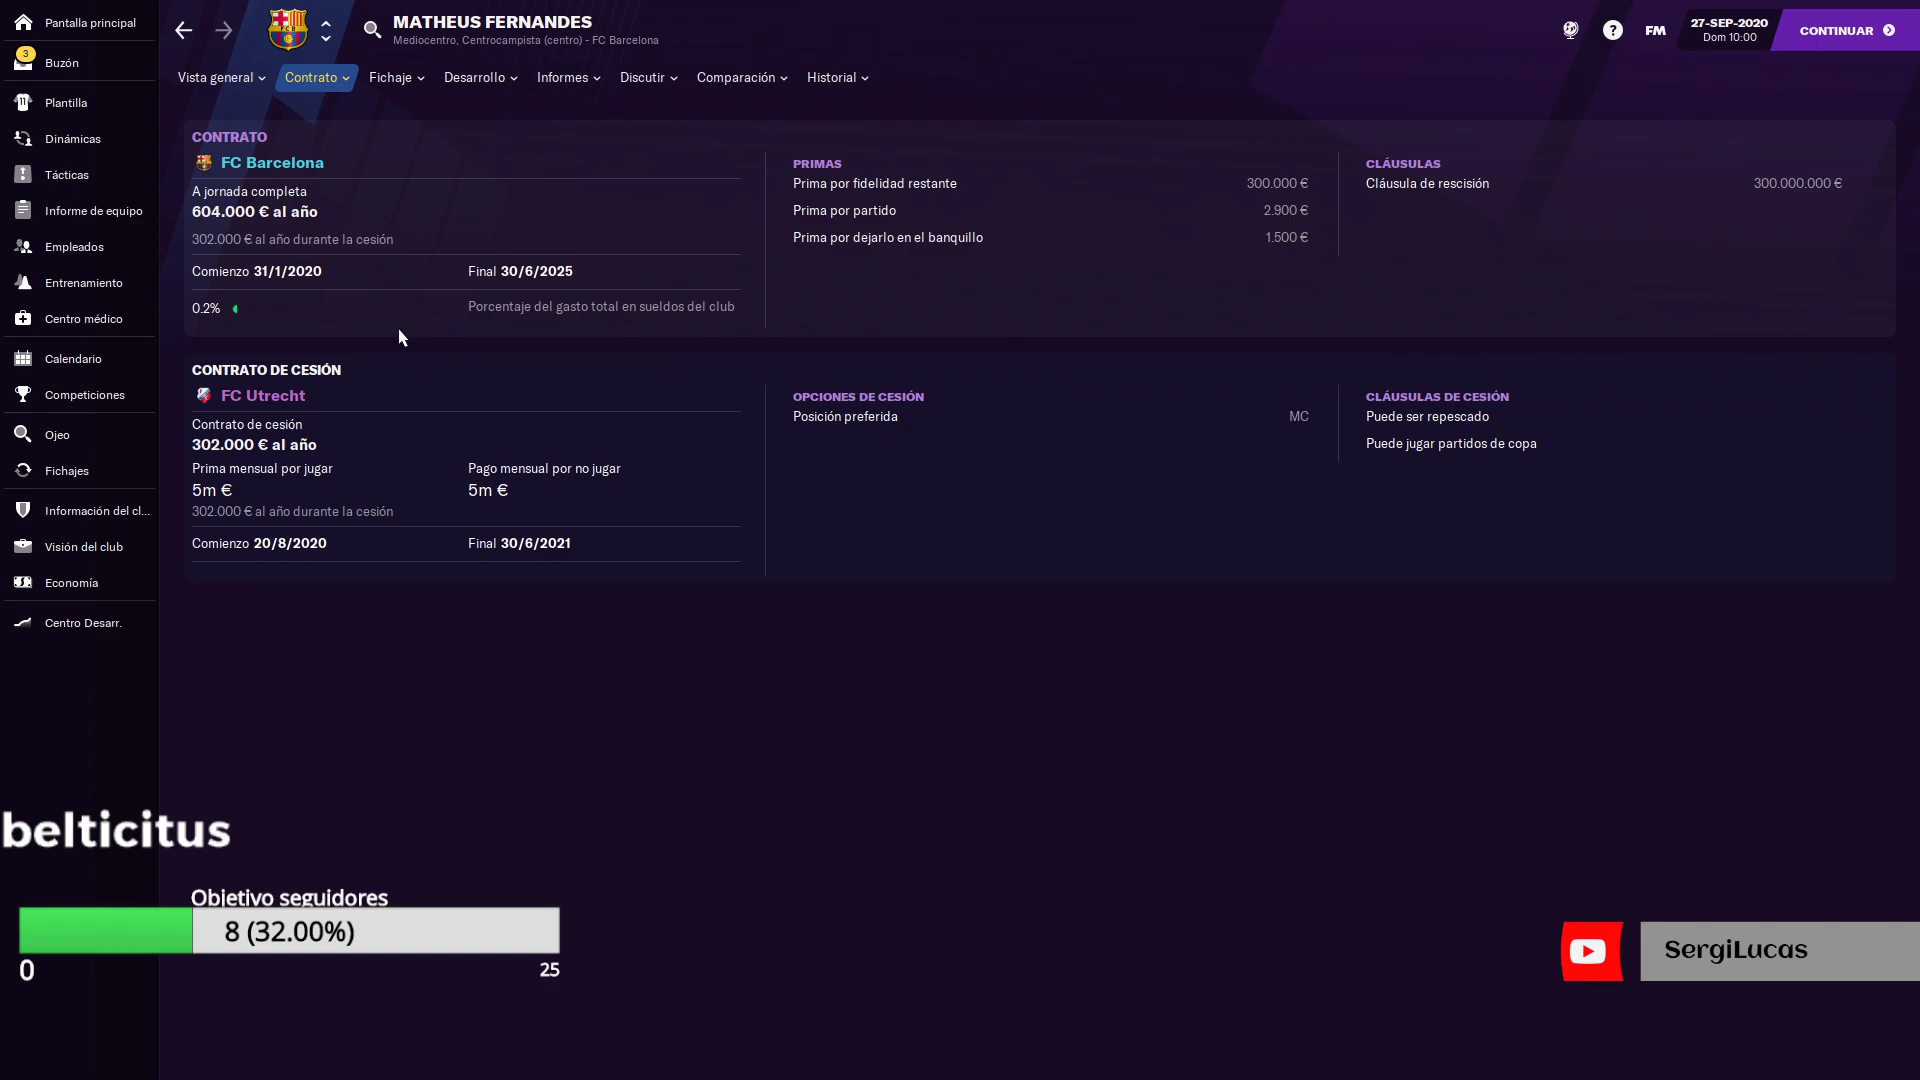 Pantalla principal
3
Buzón
Plantilla
Dinámicas
Tácticas
Informe de equipo
Empleados
Entrenamiento
Centro médico
Calendario
Competiciones
Ojeo
Fichajes
Información del cl...
Visión del club
Economía
Centro Desarr.
MATHEUS FERNANDES
Mediocentro, Centrocampista (centro) - FC Barcelona
FM
27-SEP-2020
Dom 10:00
CONTINUAR
Vista general Contrato Fichaje Desarrollo Informes Discutir Comparación Historial
CONTRATO
FC Barcelona
A jornada completa
604.000 € al año
302.000 € al año durante la cesión
Comienzo 31/1/2020 Final 30/6/2025
0.2% Porcentaje del gasto total en sueldos del club
PRIMAS
Prima por fidelidad restante 300.000 €
Prima por partido 2.900 €
Prima por dejarlo en el banquillo 1.500 €
CLÁUSULAS
Cláusula de rescisión 300.000.000 €
CONTRATO DE CESIÓN
FC Utrecht
Contrato de cesión
302.000 € al año
Prima mensual por jugar Pago mensual por no jugar
5m € 5m €
302.000 € al año durante la cesión
Comienzo 20/8/2020 Final 30/6/2021
OPCIONES DE CESIÓN
Posición preferida MC
CLÁUSULAS DE CESIÓN
Puede ser repescado
Puede jugar partidos de copa
belticitus
Objetivo seguidores
8 (32.00%)
0 25
SergiLucas